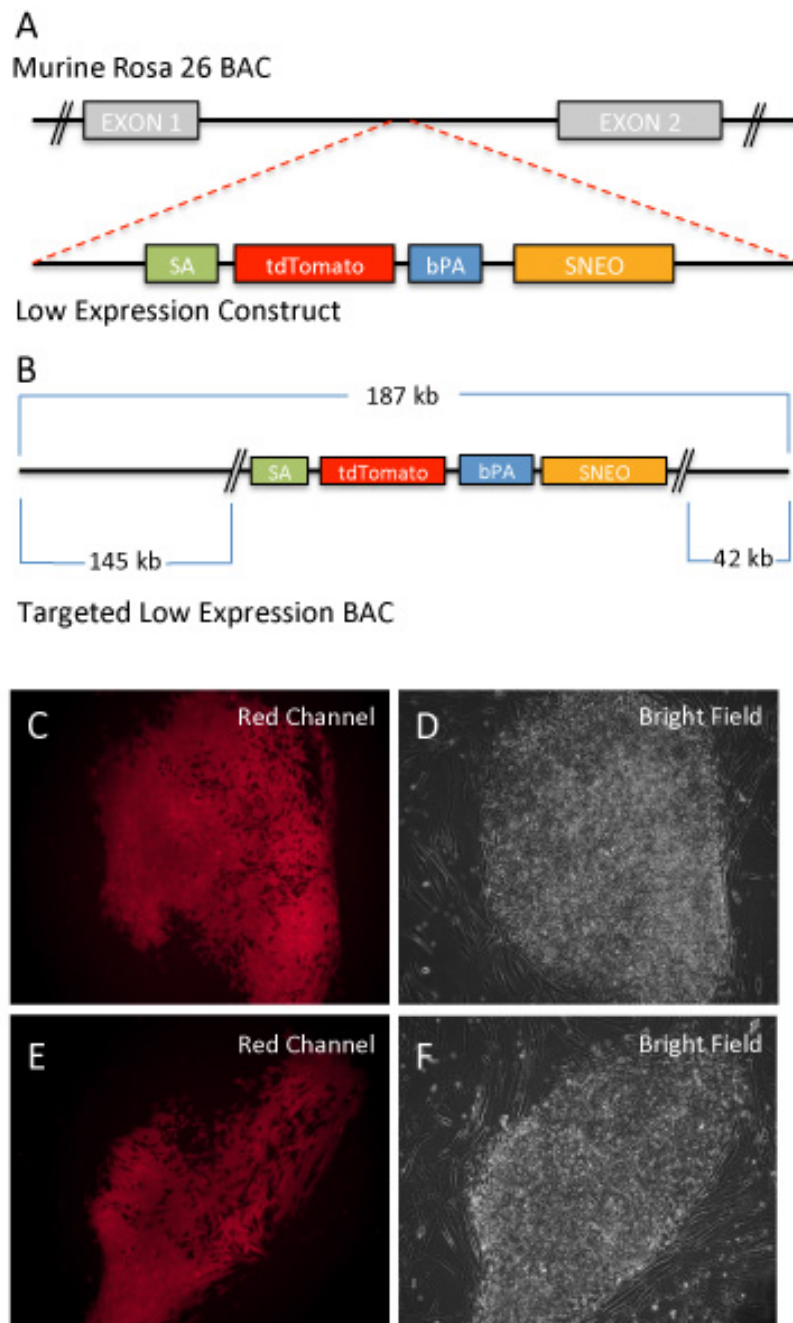 A
Murine Rosa 26 BAC
EXON 1
EXON 2
SA
tdTomato
bPA
SNEO
Low Expression Construct
B
187 kb
SA
tdTomato
bPA
SNEO
145 kb
42 kb
Targeted Low Expression BAC
C
Red Channel
D
Bright Field
E
Red Channel
F
Bright Field